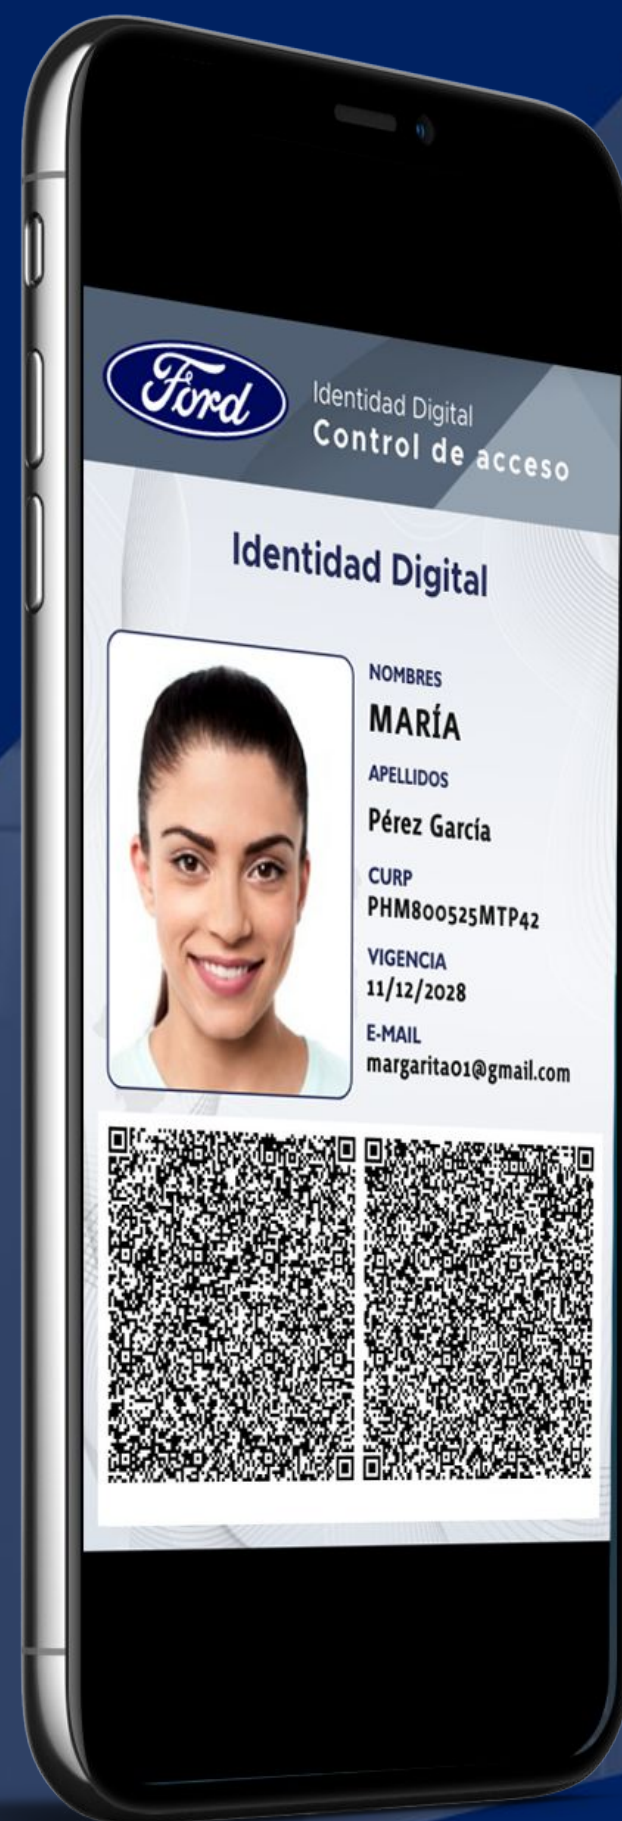 Ford
Identidad Digital
Control de acceso
Identidad Digital
NOMBRES
MARÍA
APELLIDOS
Pérez García
CURP
PHM800525MTP42
VIGENCIA
11/12/2028
E-MAIL
margarita01@gmail.com